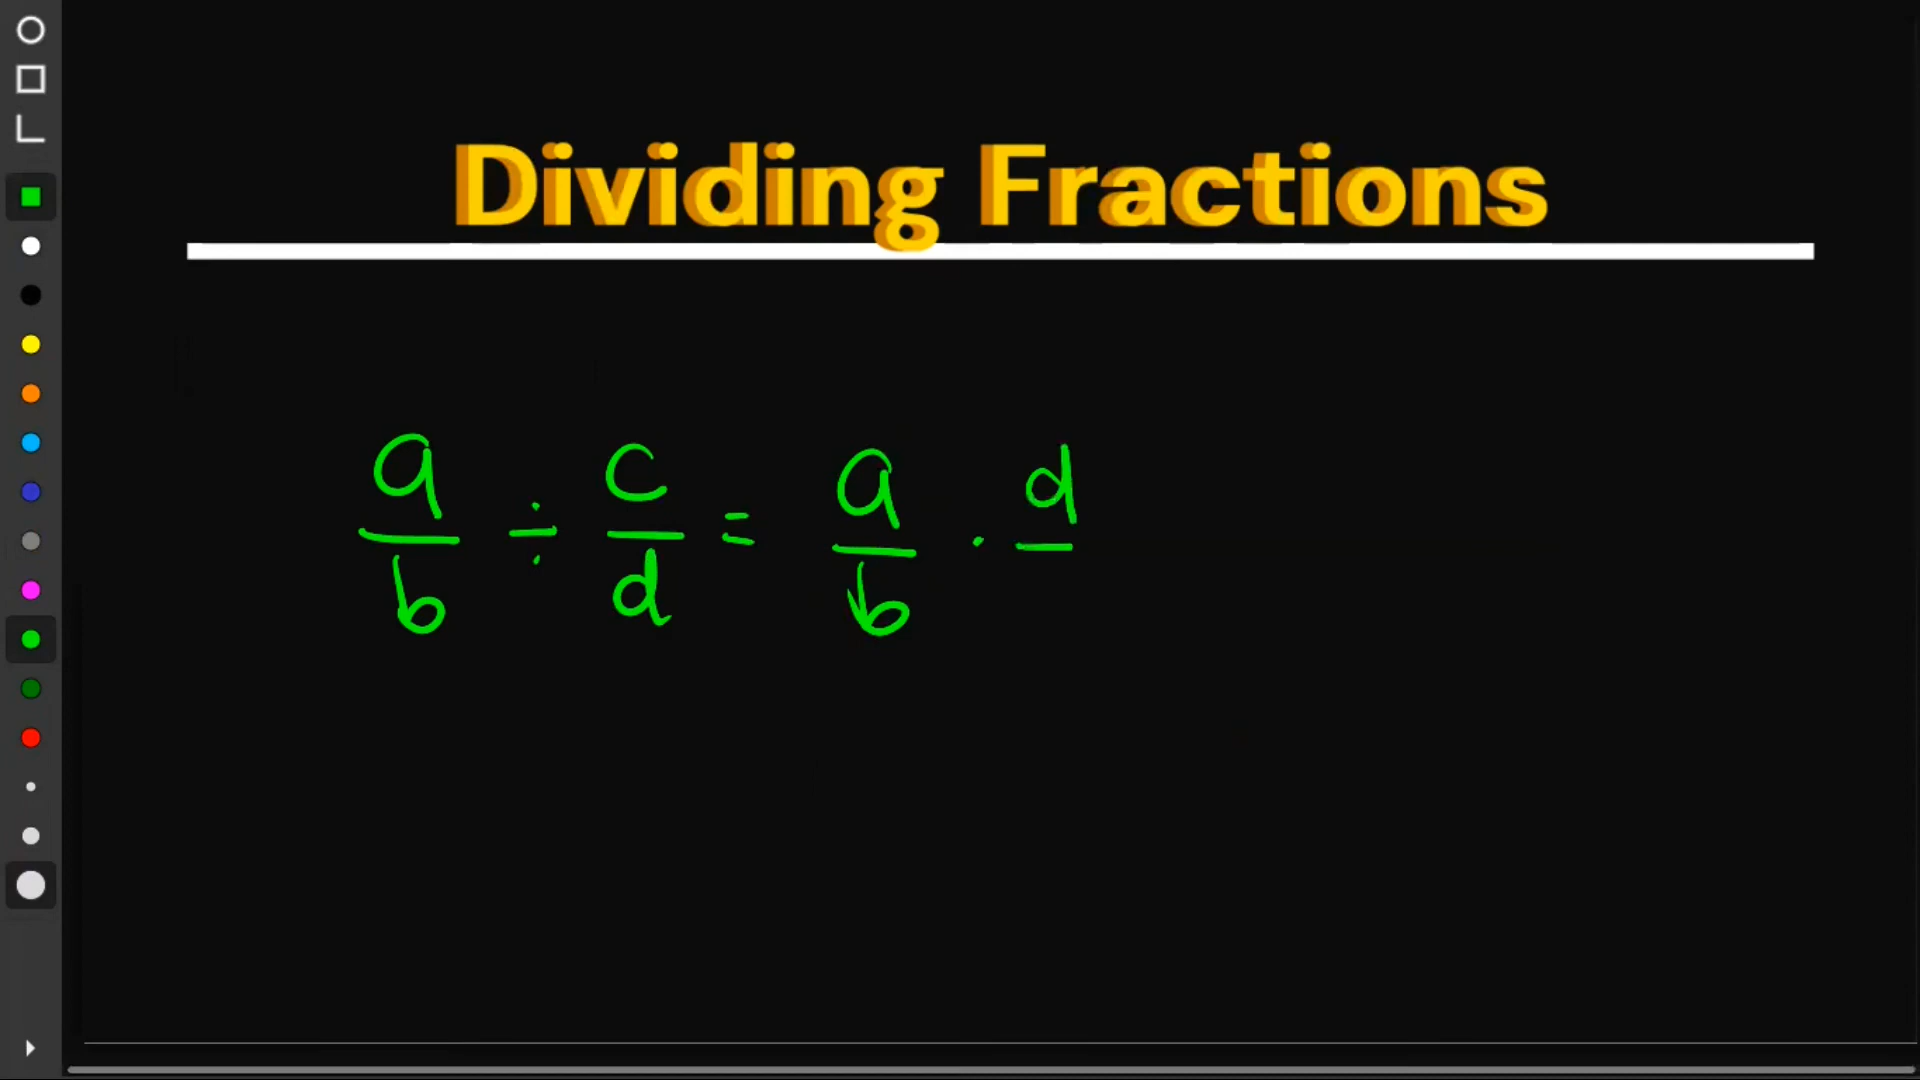 Dividing Fractions
a/b ÷ c/d = a/b · d/